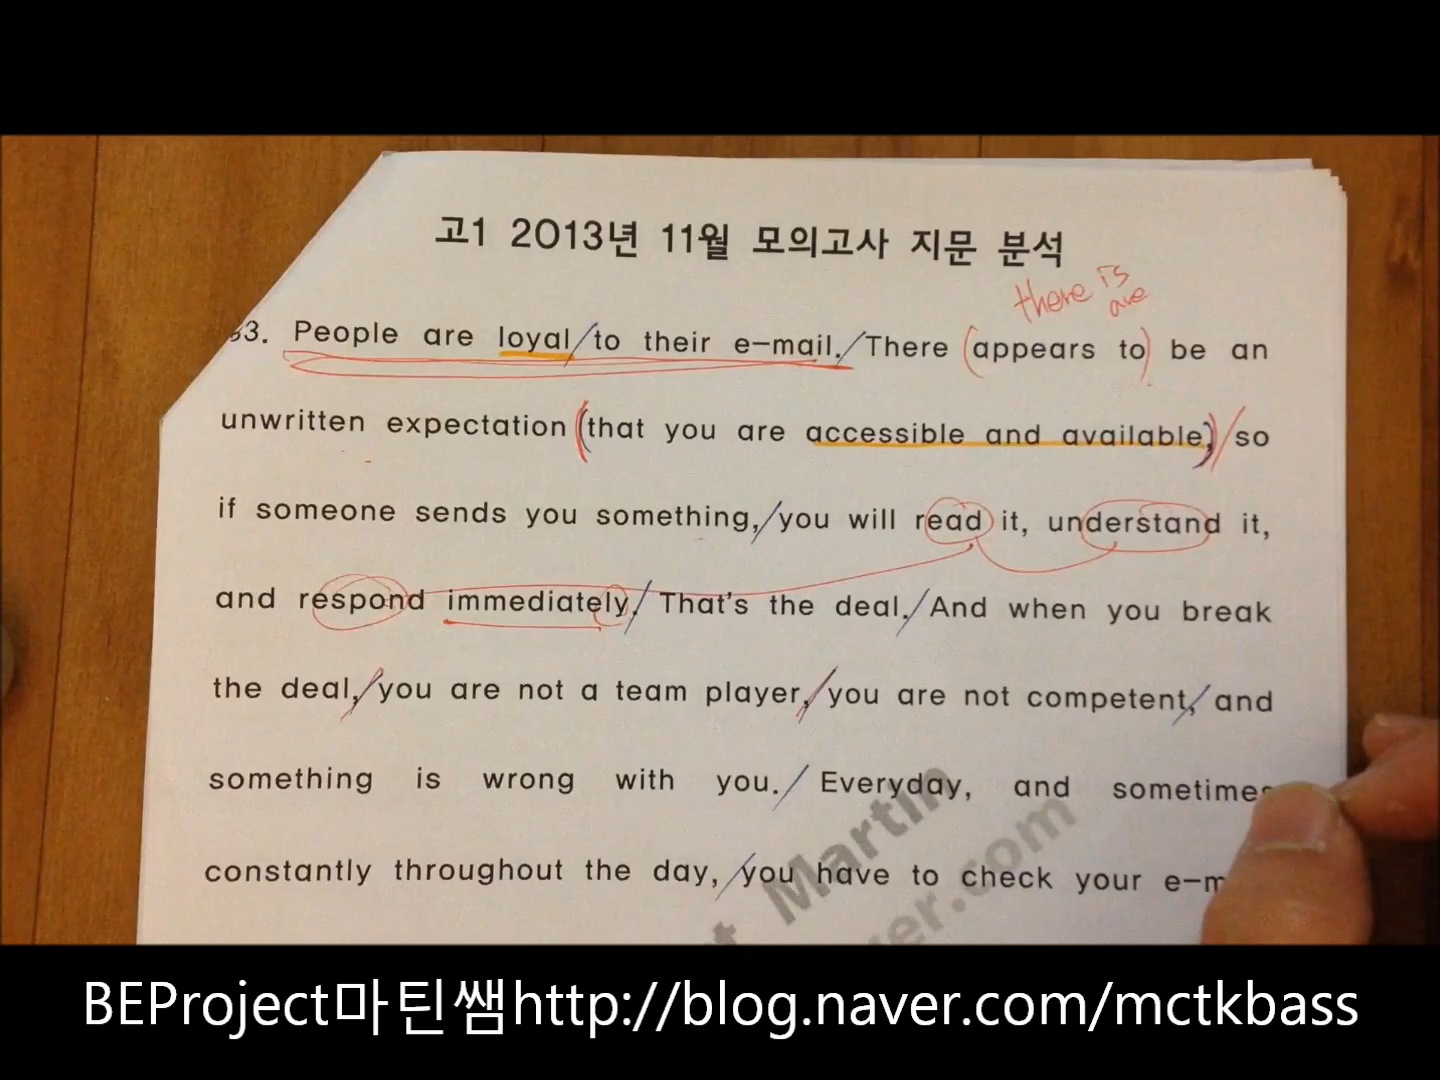 고1 2013년 11월 모의고사 지문 분석
there is
are
33. People are loyal to their e-mail. There appears to be an
unwritten expectation (that you are accessible and available) so
if someone sends you something, you will read it, understand it,
and respond immediately. That's the deal. And when you break
the deal, you are not a team player, you are not competent, and
something is wrong with you. Everyday, and sometimes
constantly throughout the day, you have to check your
Martin
BEProject마틴쌤http://blog.naver.com/mctkbass